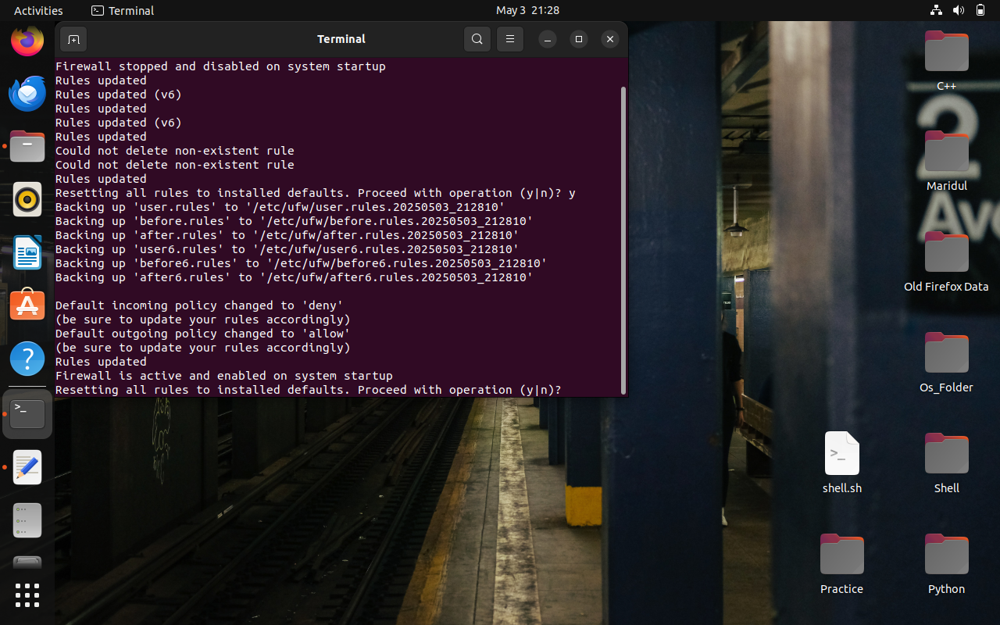 Activities
Terminal
May 3 21:28
Terminal
Firewall stopped and disabled on system startup
Rules updated
Rules updated (v6)
Rules updated
Rules updated (v6)
Rules updated
Could not delete non-existent rule
Could not delete non-existent rule
Rules updated
Resetting all rules to installed defaults. Proceed with operation (y|n)? y
Backing up 'user.rules' to '/etc/ufw/user.rules.20250503_212810'
Backing up 'before.rules' to '/etc/ufw/before.rules.20250503_212810'
Backing up 'after.rules' to '/etc/ufw/after.rules.20250503_212810'
Backing up 'user6.rules' to '/etc/ufw/user6.rules.20250503_212810'
Backing up 'before6.rules' to '/etc/ufw/before6.rules.20250503_212810'
Backing up 'after6.rules' to '/etc/ufw/after6.rules.20250503_212810'
Default incoming policy changed to 'deny'
(be sure to update your rules accordingly)
Default outgoing policy changed to 'allow'
(be sure to update your rules accordingly)
Rules updated
Firewall is active and enabled on system startup
Resetting all rules to installed defaults. Proceed with operation (y|n)?
C++
Maridul
Old Firefox Data
Os_Folder
shell.sh
Shell
Practice
Python
2
Ave